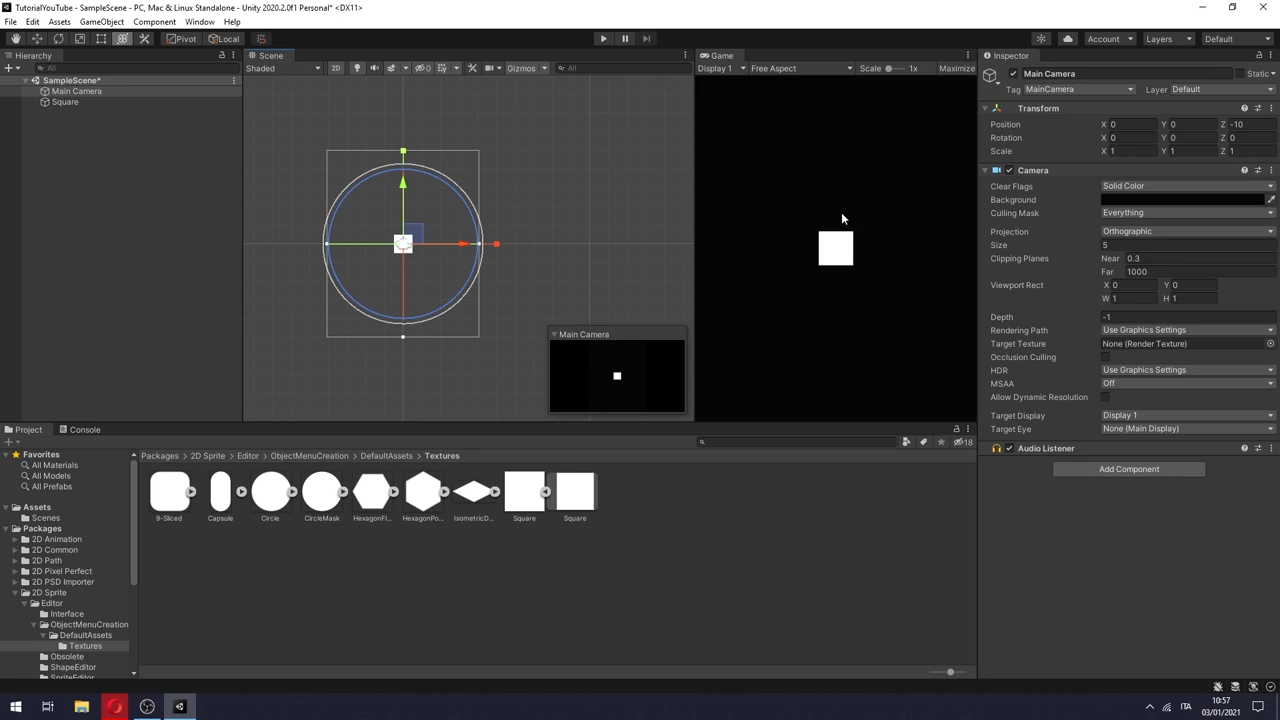 TutorialYouTube - SampleScene - PC, Mac & Linux Standalone - Unity 2020.2.0f1 Personal* <DX11>
File Edit Assets GameObject Component Window Help
Pivot Local Account Layers Default
Hierarchy Scene Game Inspector
All Shaded 2D 0 Gizmos All Display 1 Free Aspect Scale 1x Maximize
SampleScene*
Main Camera
Square
Main Camera
Main Camera Static
Tag MainCamera Layer Default
Transform
Position X 0 Y 0 Z -10
Rotation X 0 Y 0 Z 0
Scale X 1 Y 1 Z 1
Camera
Clear Flags Solid Color
Background
Culling Mask Everything
Projection Orthographic
Size 5
Clipping Planes Near 0.3
Far 1000
Viewport Rect X 0 Y 0
W 1 H 1
Depth -1
Rendering Path Use Graphics Settings
Target Texture None (Render Texture)
Occlusion Culling
HDR Use Graphics Settings
MSAA Off
Allow Dynamic Resolution
Target Display Display 1
Target Eye None (Main Display)
Audio Listener
Add Component
Project Console
18
Favorites
All Materials
All Models
All Prefabs
Assets
Scenes
Packages
2D Animation
2D Common
2D Path
2D Pixel Perfect
2D PSD Importer
2D Sprite
Editor
Interface
ObjectMenuCreation
DefaultAssets
Textures
Obsolete
ShapeEditor
SpriteEditor
Packages 2D Sprite Editor ObjectMenuCreation DefaultAssets Textures
9-Sliced Capsule Circle CircleMask HexagonFl... HexagonPo... IsometricD... Square Square
ITA
10:57
03/01/2021